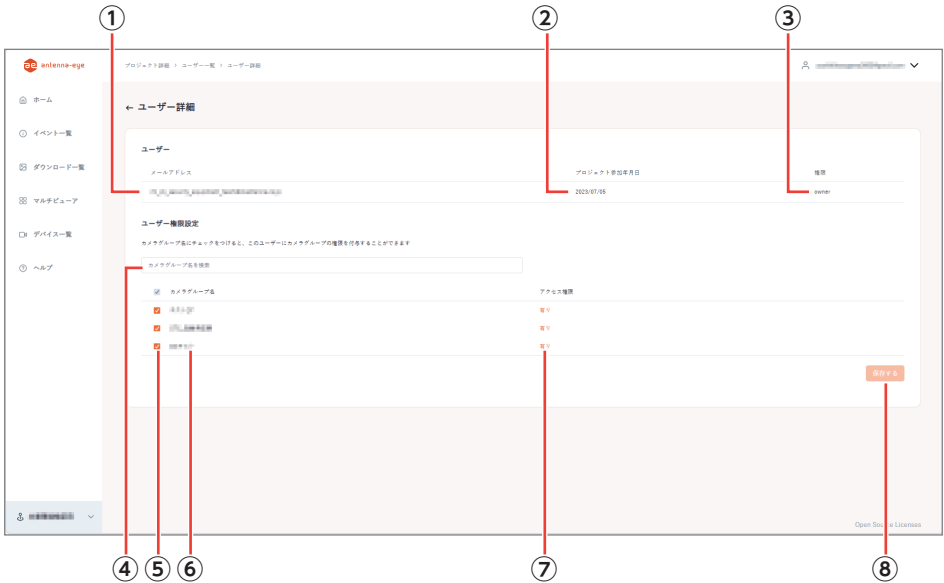 ① ② ③
antenna-eye
プロジェクト詳細 › ユーザー一覧 › ユーザー詳細
ホーム
← ユーザー詳細
イベント一覧
ユーザー
ダウンロード一覧
メールアドレス プロジェクト参加年月日 権限
2023/07/05 owner
マルチビューア
ユーザー権限設定
デバイス一覧
カメラグループ名にチェックをつけると、このユーザーにカメラグループの権限を付与することができます
ヘルプ
カメラグループ名を検索
カメラグループ名 アクセス権限
有り
有り
有り
保存する
Open Source Licenses
④ ⑤ ⑥ ⑦ ⑧